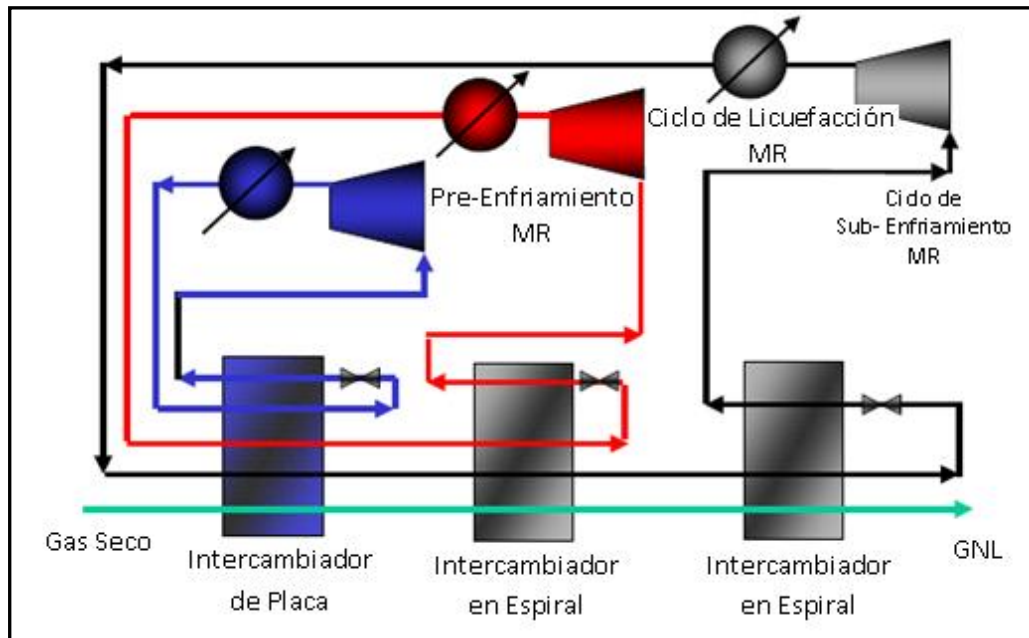 Ciclo de Licuefacción
MR
Pre-Enfriamiento
MR
Ciclo de
Sub- Enfriamiento
MR
Gas Seco
Intercambiador
de Placa
Intercambiador
en Espiral
Intercambiador
en Espiral
GNL